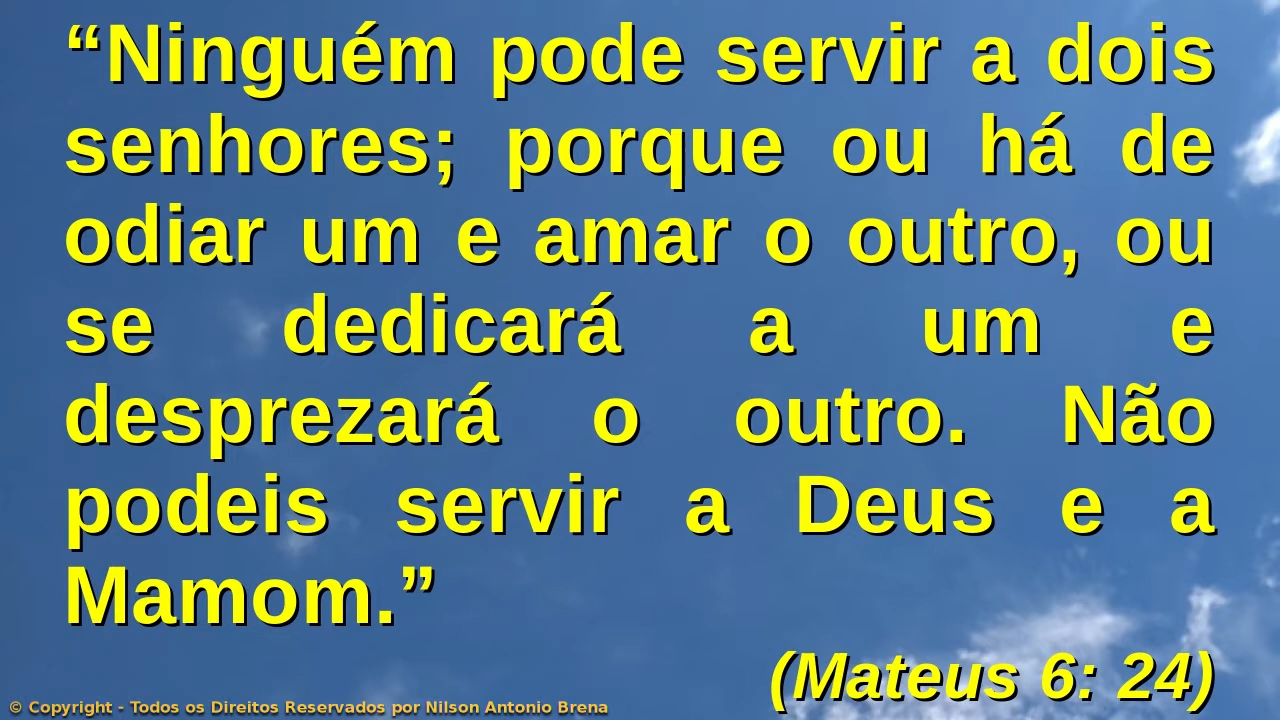 “Ninguém pode servir a dois
senhores; porque ou há de
odiar um e amar o outro, ou
se dedicará a um e
desprezará o outro. Não
podeis servir a Deus e a
Mamom.”
(Mateus 6: 24)
© Copyright - Todos os Direitos Reservados por Nilson Antonio Brena